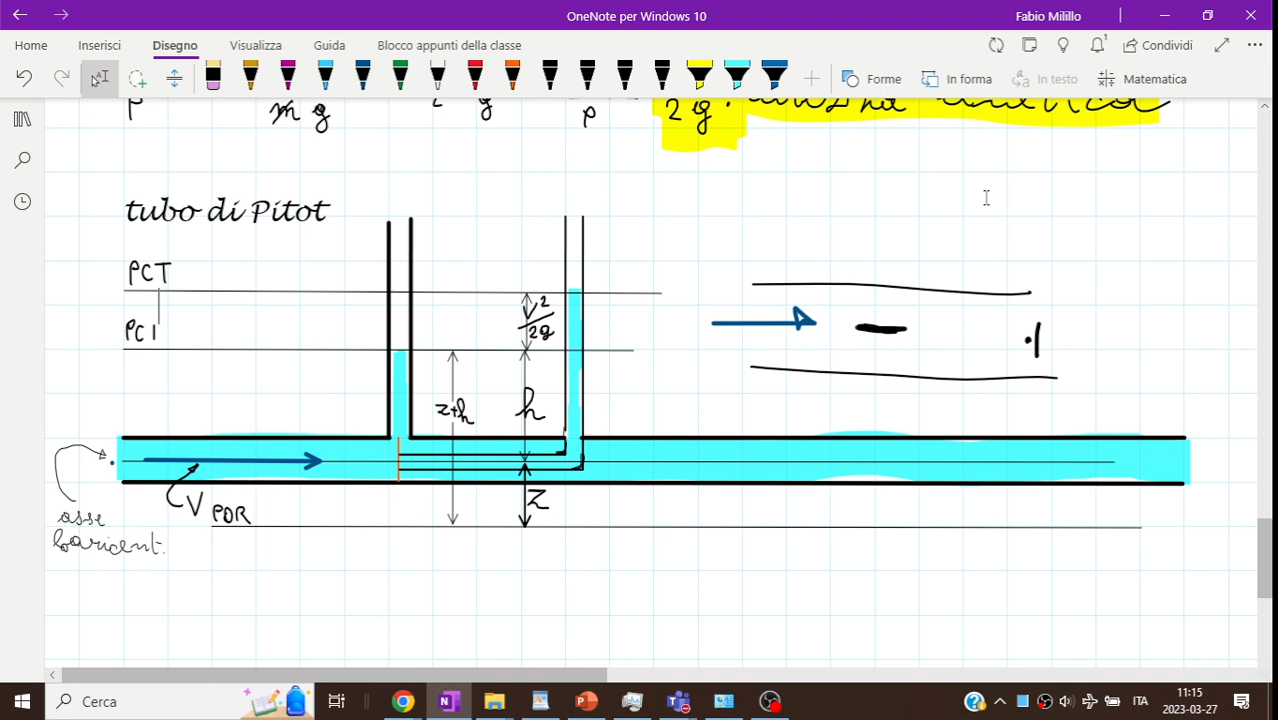 OneNote per Windows 10
Fabio Milillo
Home Inserisci Disegno Visualizza Guida Blocco appunti della classe
Condividi
Forme In forma In testo Matematica
p m g g p 2 g
tubo di Pitot
PCT
V²/2g
PCI
z+h
h
V
Z
PDR
asse
baricent.
Cerca
ITA
11:15
2023-03-27